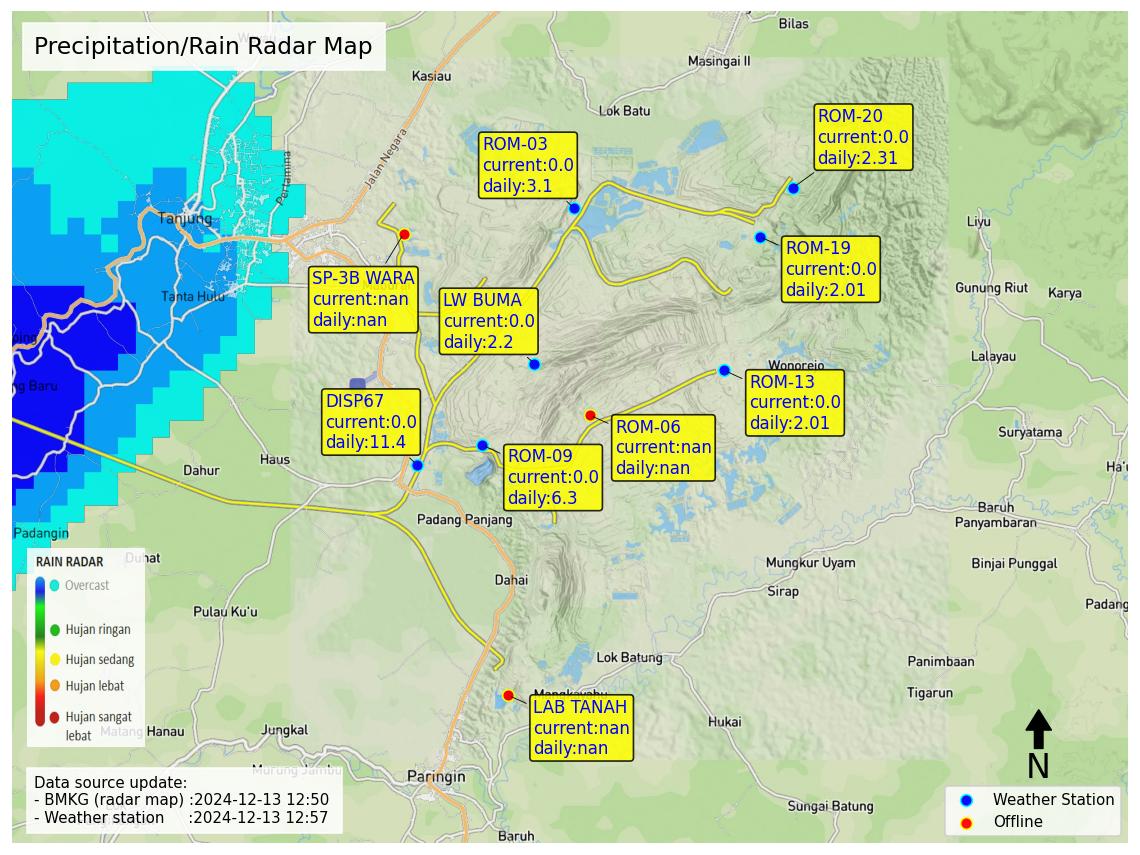 Precipitation/Rain Radar Map
Bilas
Masingai II
Kasiau
Lok Batu
Jalan Negara
Pertamina
Tanjung
Tanta Hulu
ROM-03
current:0.0
daily:3.1
ROM-20
current:0.0
daily:2.31
ROM-19
current:0.0
daily:2.01
SP-3B WARA
current:nan
daily:nan
LW BUMA
current:0.0
daily:2.2
Liyu
Gunung Riut
Karya
Lalayau
Wonorejo
ROM-13
current:0.0
daily:2.01
DISP67
current:0.0
daily:11.4
ROM-06
current:nan
daily:nan
ROM-09
current:0.0
daily:6.3
ping
ng Baru
Suryatama
Ha'u
Haus
Dahur
Padang Panjang
Baruh
Panyambaran
Padangin
Duhat
Binjai Punggal
Mungkur Uyam
Sirap
Padang
Dahai
Pulau Ku'u
RAIN RADAR
Overcast
Hujan ringan
Hujan sedang
Hujan lebat
Hujan sangat
lebat
Lok Batung
Panimbaan
Tigarun
Mangkayahu
LAB TANAH
current:nan
daily:nan
Hukai
Matang Hanau
Jungkal
Murung Jambu
Paringin
Sungai Batung
Baruh
N
Data source update:
- BMKG (radar map) :2024-12-13 12:50
- Weather station :2024-12-13 12:57
Weather Station
Offline